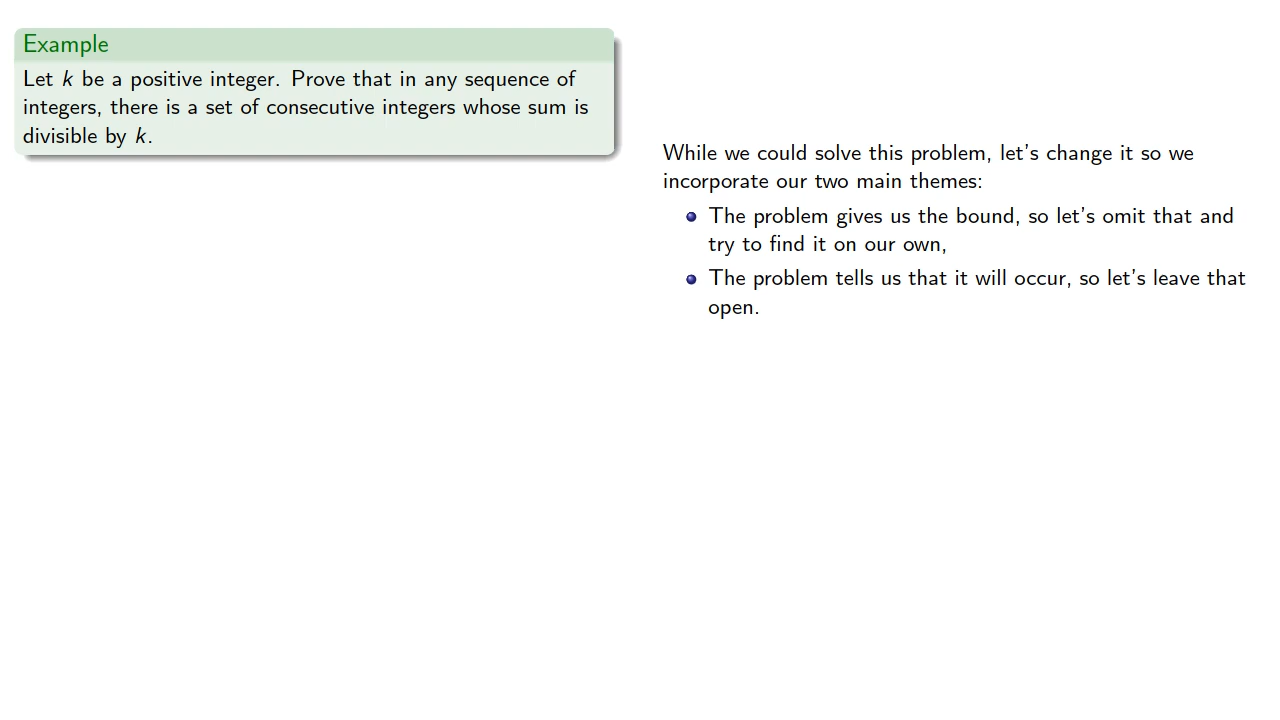 Example
Let k be a positive integer. Prove that in any sequence of
integers, there is a set of consecutive integers whose sum is
divisible by k.
While we could solve this problem, let's change it so we
incorporate our two main themes:
The problem gives us the bound, so let's omit that and
try to find it on our own,
The problem tells us that it will occur, so let's leave that
open.